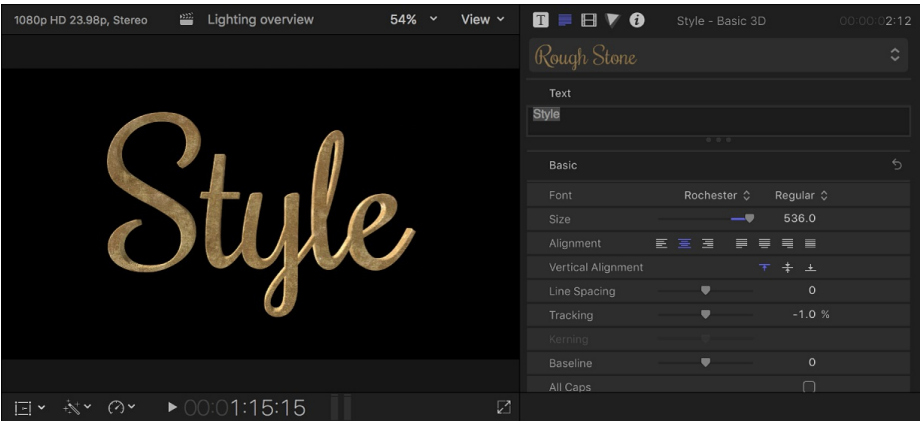 1080p HD 23.98p, Stereo
Lighting overview
54%
View
Style
00:00:01:15:15
Style - Basic 3D
00:00:02:12
Rough Stone
Text
Style
Basic
Font Rochester Regular
Size 536.0
Alignment
Vertical Alignment
Line Spacing 0
Tracking -1.0 %
Kerning
Baseline 0
All Caps